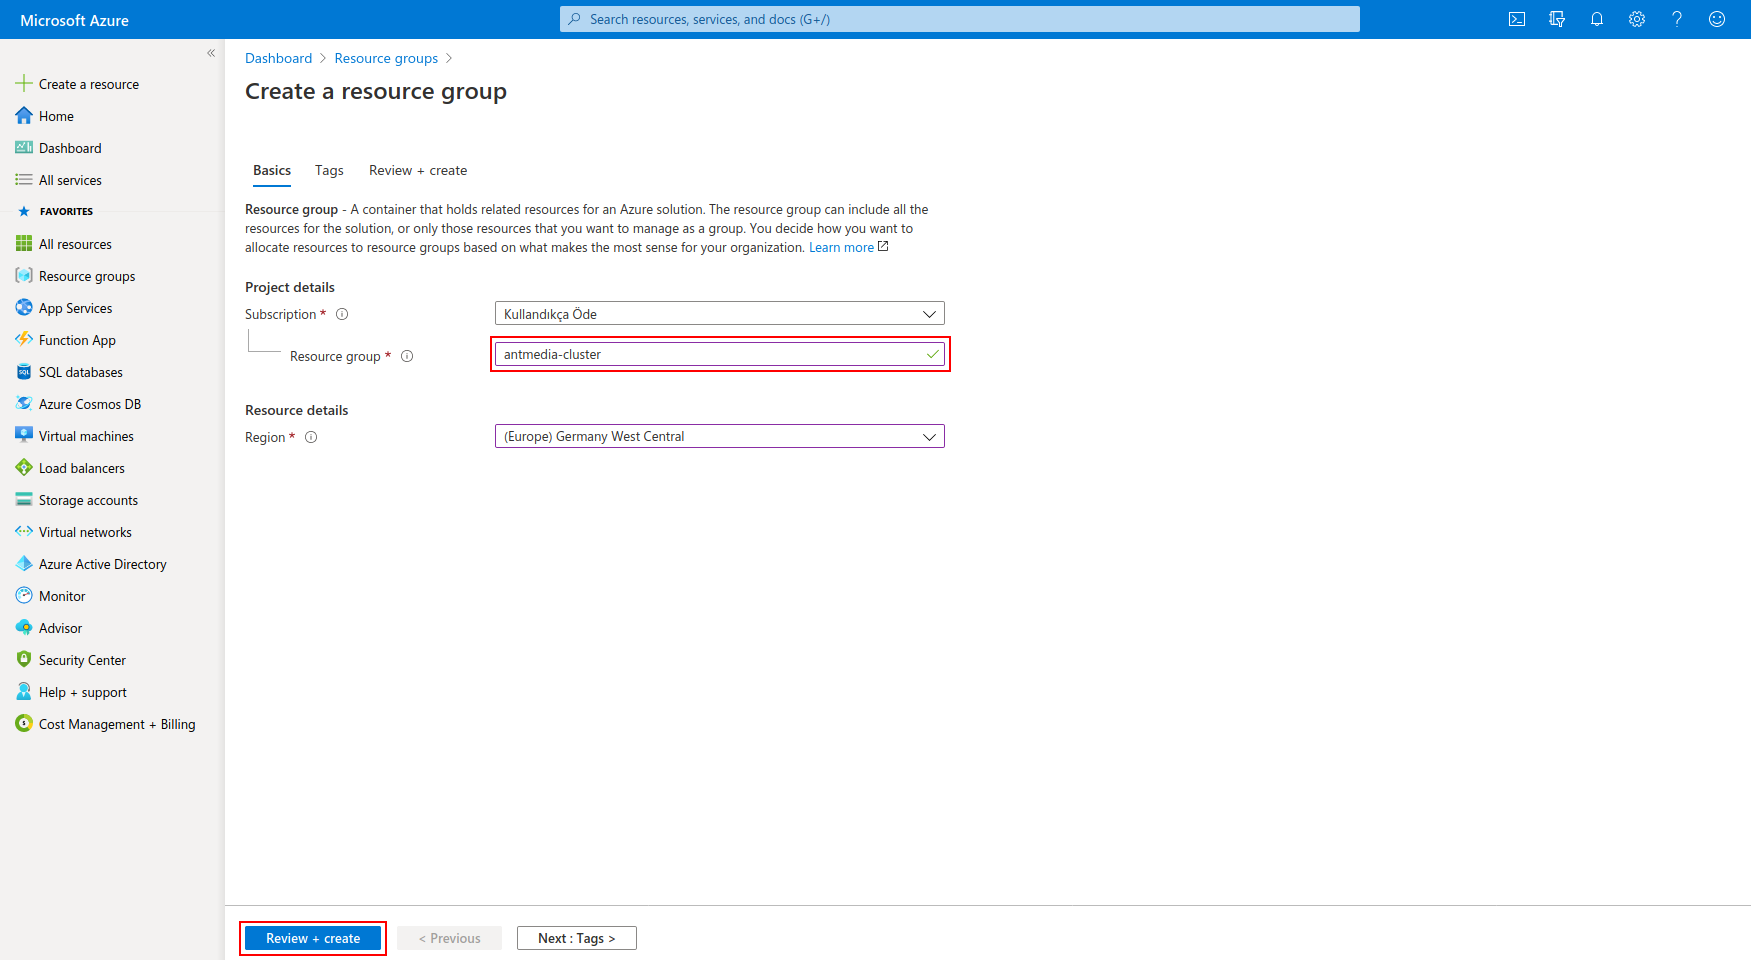 Microsoft Azure
Search resources, services, and docs (G+/)
«
Create a resource
Home
Dashboard
All services
FAVORITES
All resources
Resource groups
App Services
Function App
SQL
SQL databases
Azure Cosmos DB
Virtual machines
Load balancers
Storage accounts
Virtual networks
Azure Active Directory
Monitor
Advisor
Security Center
Help + support
Cost Management + Billing
Dashboard > Resource groups >
Create a resource group
Basics Tags Review + create
Resource group - A container that holds related resources for an Azure solution. The resource group can include all the
resources for the solution, or only those resources that you want to manage as a group. You decide how you want to
allocate resources to resource groups based on what makes the most sense for your organization. Learn more
Project details
Subscription * Kullandıkça Öde
Resource group * antmedia-cluster
Resource details
Region * (Europe) Germany West Central
Review + create < Previous Next : Tags >